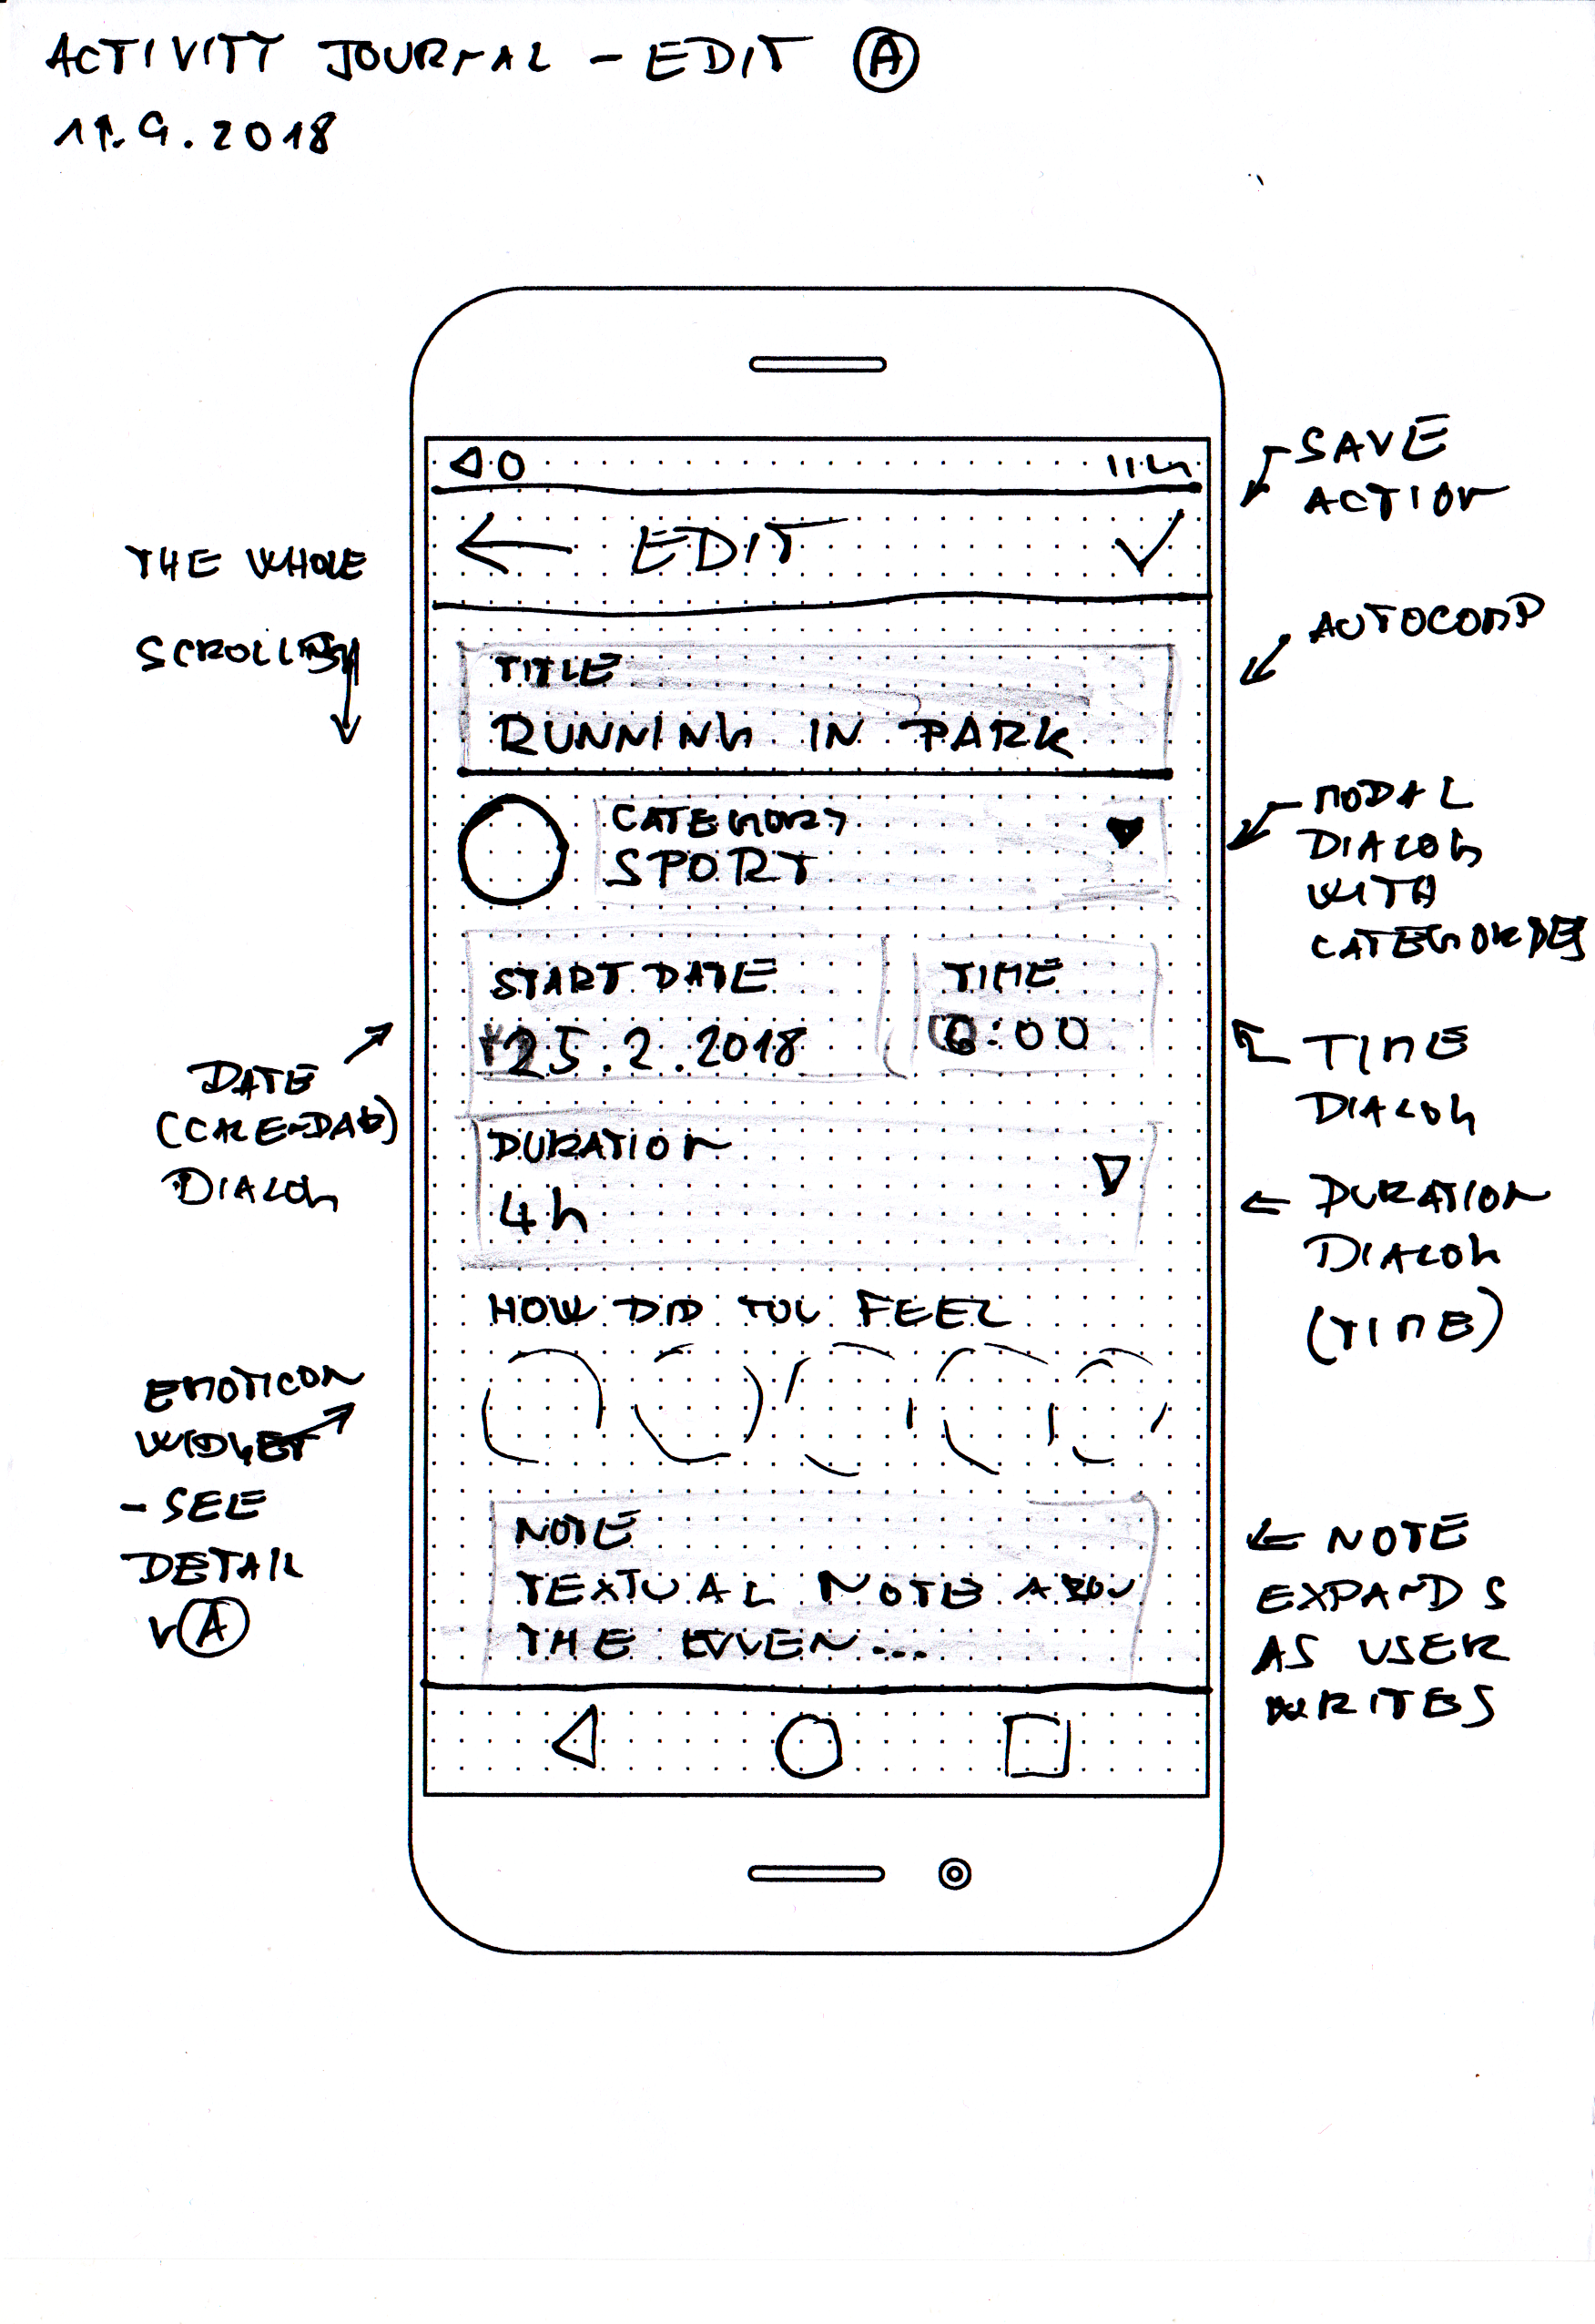 ACTIVITY JOURNAL - EDIT A
SAVE
ACTION
EDIT
THE WHOLE
SCROLLING
AUTOCOMP
TITLE
RUNNING IN PARK
MODAL
DIALOG
WITH
CATEGORIES
CATEGORY
SPORT
START DATE
TIME
25.2.2018
6:00
DATE
(CALENDAR)
DIALOG
TIME
DIALOG
DURATION
4h
DURATION
DIALOG
(TIME)
HOW DID YOU FEEL
EMOTICON
WIDGET
- SEE
DETAIL
V A
NOTE
TEXTUAL NOTE ABOU
THE EVEN...
NOTE
EXPANDS
AS USER
WRITES